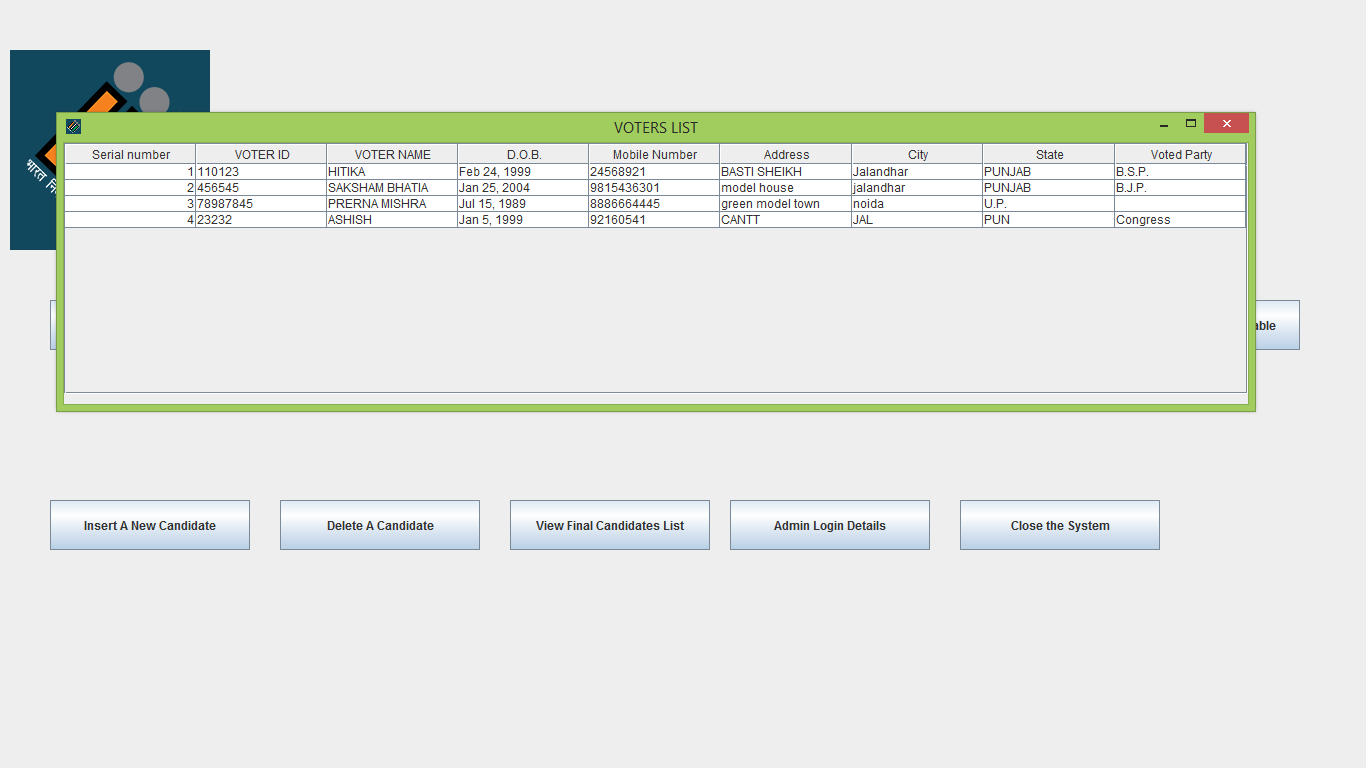 VOTERS LIST
Serial number VOTER ID VOTER NAME D.O.B. Mobile Number Address City State Voted Party
1 110123 HITIKA Feb 24, 1999 24568921 BASTI SHEIKH Jalandhar PUNJAB B.S.P.
2 456545 SAKSHAM BHATIA Jan 25, 2004 9815436301 model house jalandhar PUNJAB B.J.P.
3 78987845 PRERNA MISHRA Jul 15, 1989 8886664445 green model town noida U.P.
4 23232 ASHISH Jan 5, 1999 92160541 CANTT JAL PUN Congress
भारत
Insert A New Candidate Delete A Candidate View Final Candidates List Admin Login Details Close the System